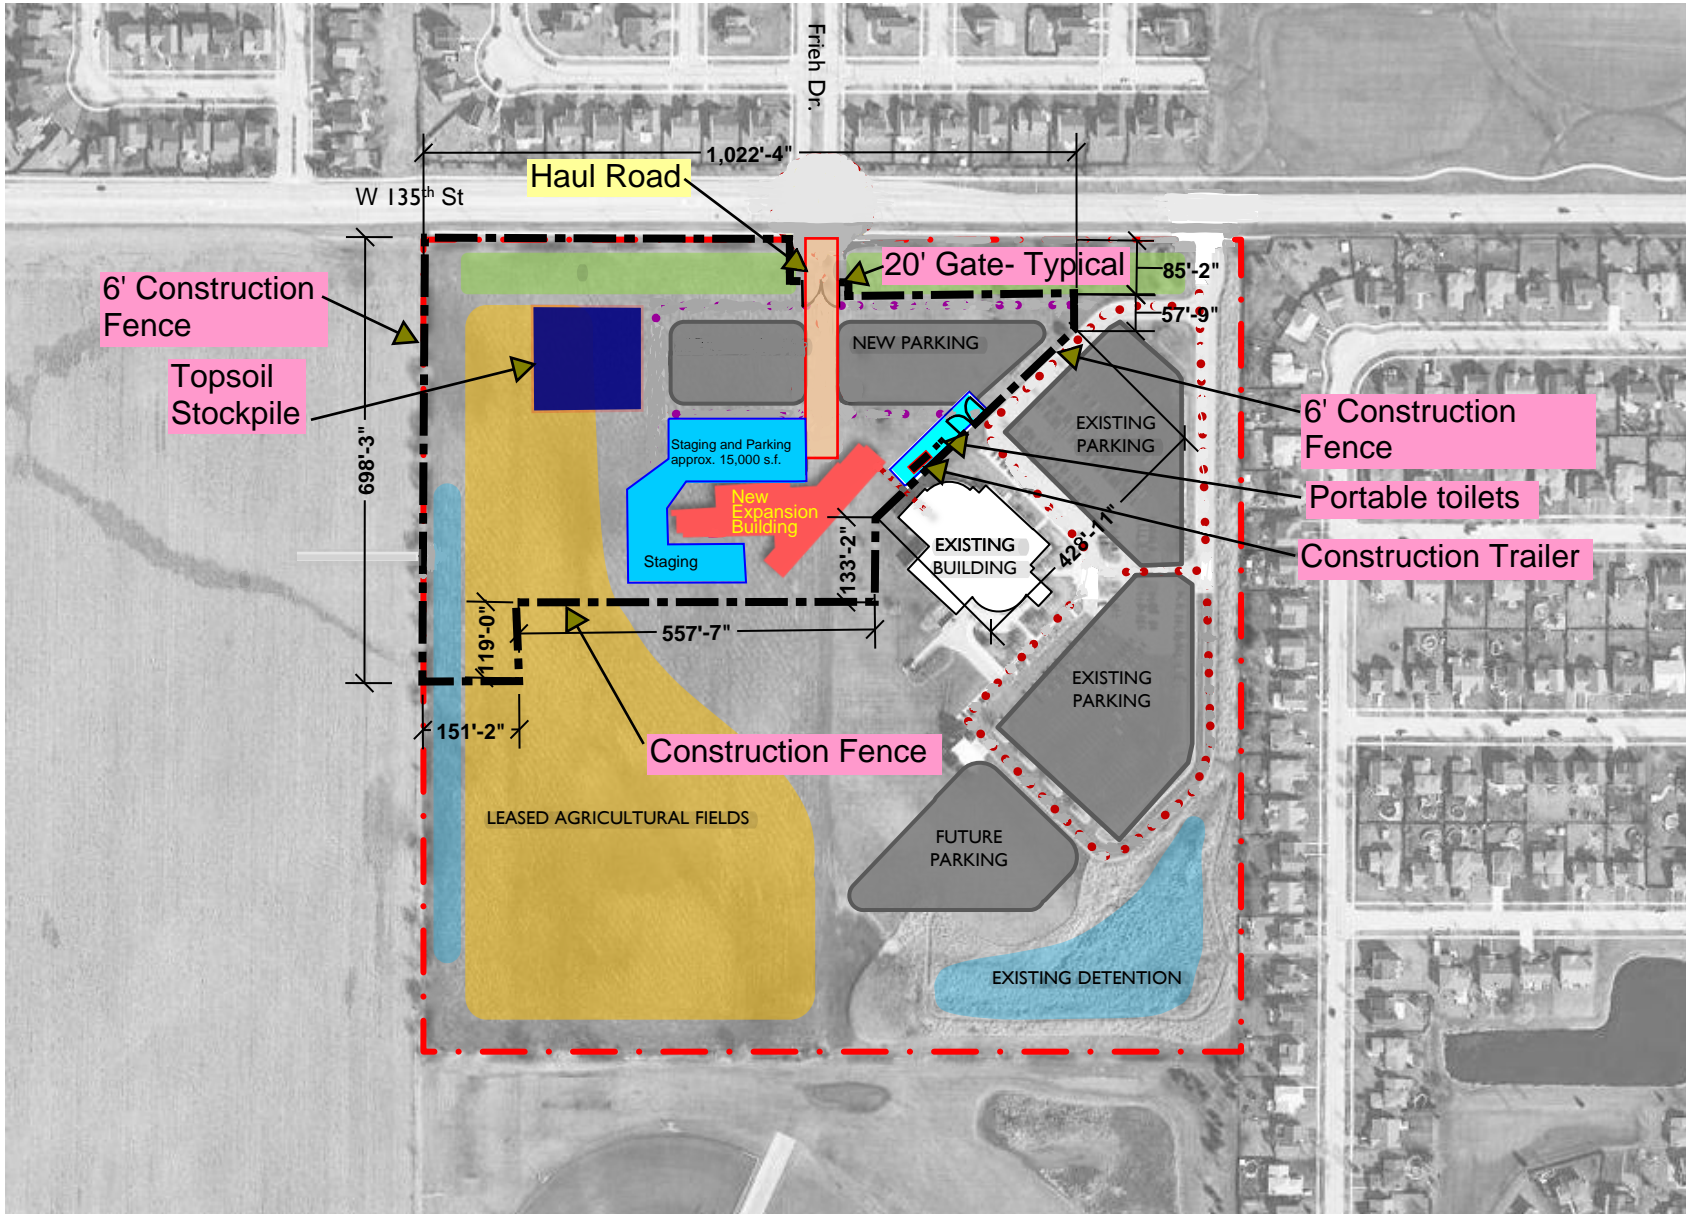 Frieh Dr.
1,022'-4"
Haul Road
W 135th St
20' Gate- Typical
85'-2"
6' Construction
Fence
57'-9"
NEW PARKING
Topsoil
Stockpile
6' Construction
Fence
EXISTING
PARKING
Staging and Parking
approx. 15,000 s.f.
698'-3"
Portable toilets
New
Expansion
Building
EXISTING
BUILDING
428'-11"
Construction Trailer
Staging
133'-2"
119'-0"
557'-7"
EXISTING
PARKING
151'-2"
Construction Fence
LEASED AGRICULTURAL FIELDS
FUTURE
PARKING
EXISTING DETENTION